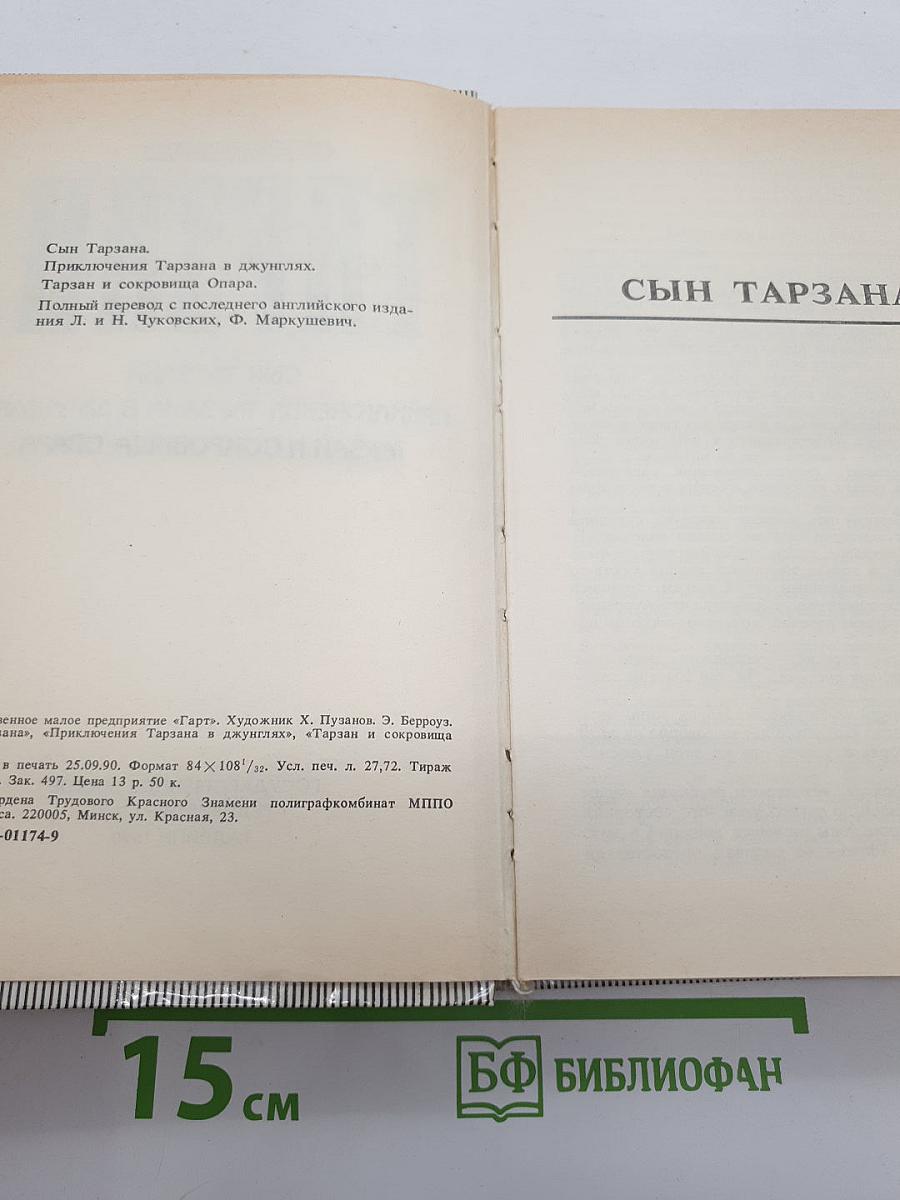 Сын Тарзана.
Приключения Тарзана в джунглях.
Тарзан и сокровища Опара.
Полный перевод с последнего английского изда-
ния Л. и Н. Чуковских, Ф. Маркушевич.
венное малое предприятие «Гарт». Художник Х. Пузанов. Э. Берроуз.
зана», «Приключения Тарзана в джунглях», «Тарзан и сокровища
в печать 25.09.90. Формат 84×108¹/₃₂. Усл. печ. л. 27,72. Тираж
. Зак. 497. Цена 13 р. 50 к.
рдена Трудового Красного Знамени полиграфкомбинат МППО
са. 220005, Минск, ул. Красная, 23.
-01174-9
СЫН ТАРЗАНА
15 см
БФ БИБЛИОФАН